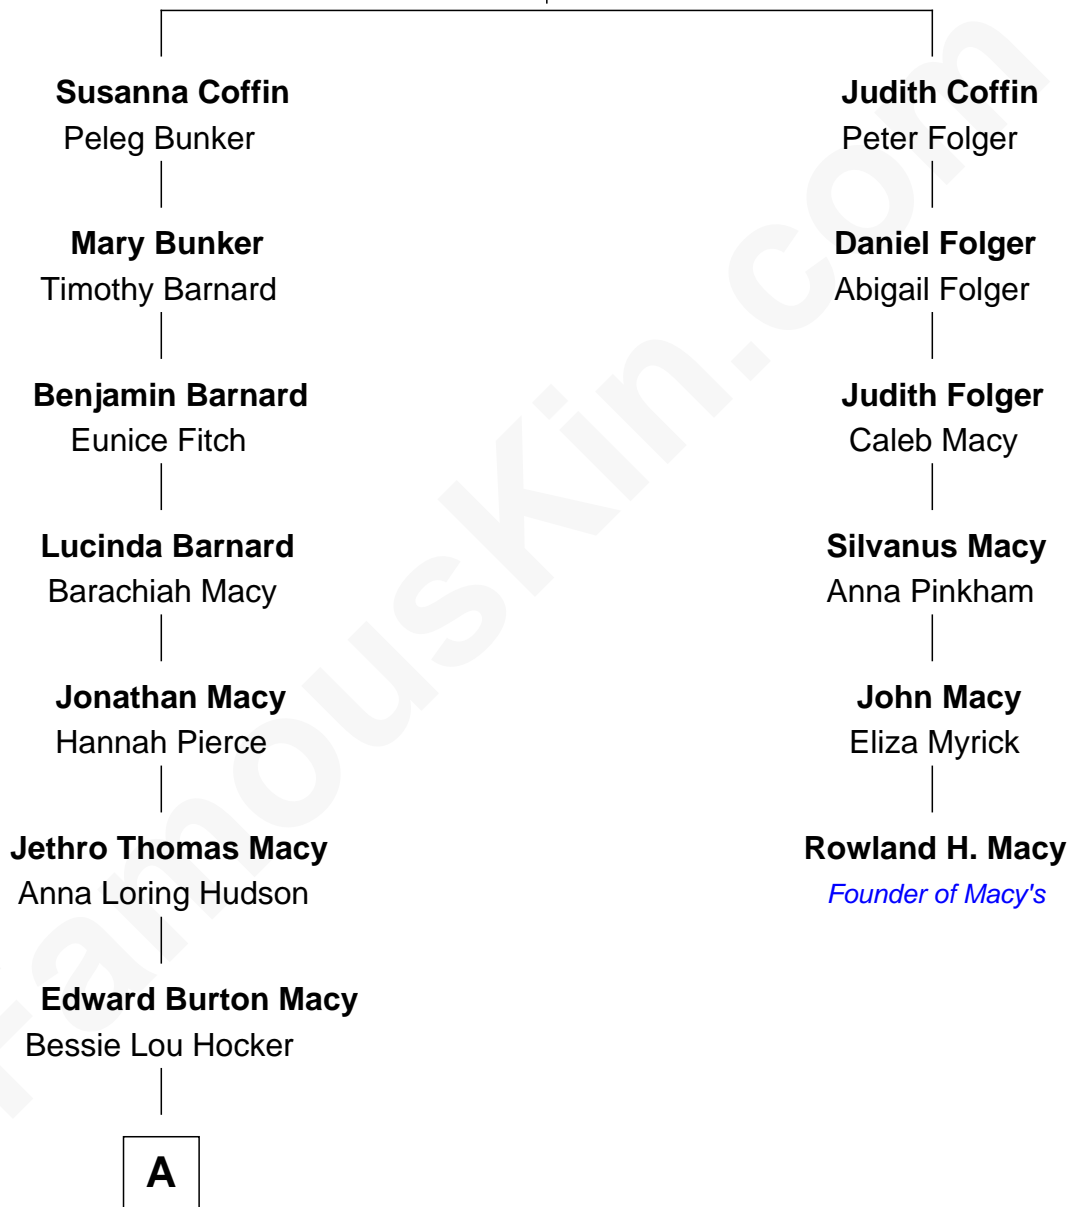 Susanna Coffin
Peleg Bunker
Mary Bunker
Timothy Barnard
Benjamin Barnard
Eunice Fitch
Lucinda Barnard
Barachiah Macy
Jonathan Macy
Hannah Pierce
Jethro Thomas Macy
Anna Loring Hudson
Edward Burton Macy
Bessie Lou Hocker
A
Judith Coffin
Peter Folger
Daniel Folger
Abigail Folger
Judith Folger
Caleb Macy
Silvanus Macy
Anna Pinkham
John Macy
Eliza Myrick
Rowland H. Macy
Founder of Macy's
FamousKin.com